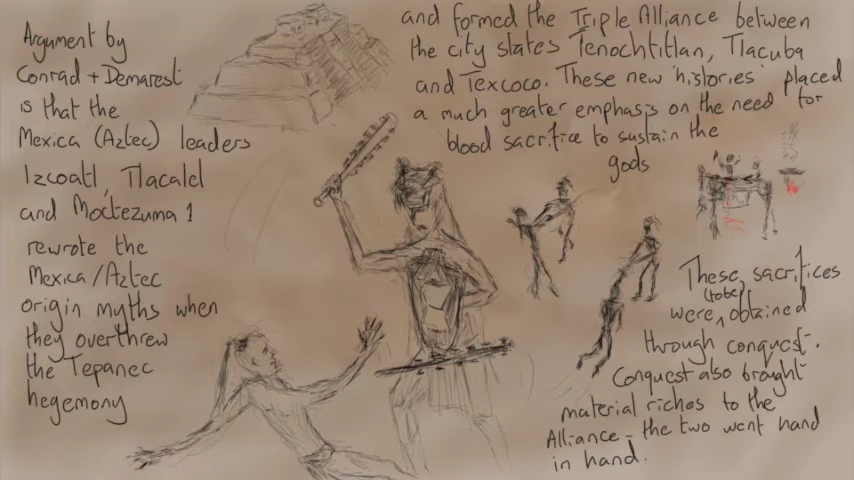 Argument by
Conrad + Demarest
is that the
Mexica (Aztec) leaders
Izcoatl, Tlacalel
and Moctezuma 1
rewrote the
Mexica/Aztec
origin myths when
they overthrew
the Tepanec
hegemony
and formed the Triple Alliance between
the city states Tenochtitlan, Tlacuba
and Texcoco. These new 'histories' placed
a much greater emphasis on the need for
blood sacrifice to sustain the
gods
These sacrifices
(to be)
were ^ obtained
through conquest.
Conquest also brought
material riches to the
Alliance - the two went hand
in hand.